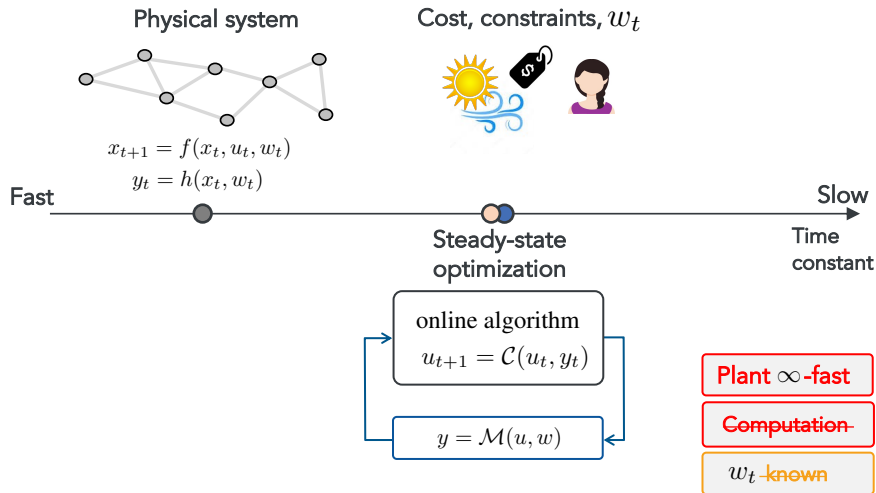 Physical system
Cost, constraints, $w_t$
$
$x_{t+1} = f(x_t, u_t, w_t)$
$y_t = h(x_t, w_t)$
Fast
Slow
Time
constant
Steady-state
optimization
online algorithm
$u_{t+1} = \mathcal{C}(u_t, y_t)$
$y = \mathcal{M}(u, w)$
Plant ∞-fast
Computation
$w_t$ known